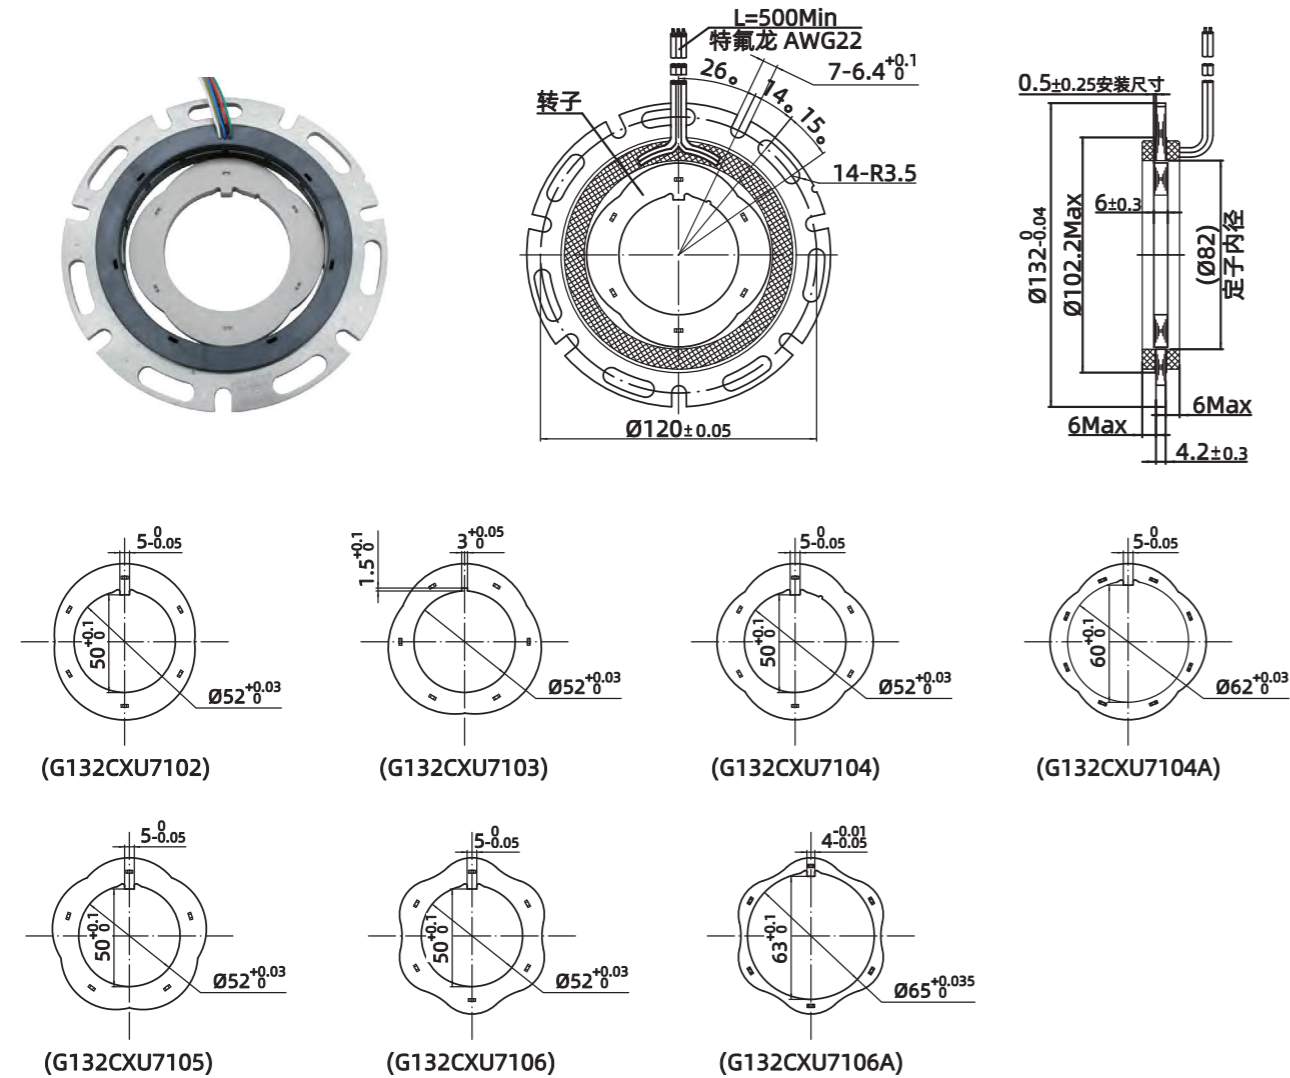 L=500Min
特氟龙 AWG22
26°
14°
15°
7-6.4 +0.1 0
转子
14-R3.5
Ø120±0.05
0.5±0.25安装尺寸
6±0.3
Ø132 0 -0.04
Ø102.2Max
(Ø82)
定子内径
6Max
6Max
4.2±0.3
5 0 -0.05
50 +0.1 0
Ø52 +0.03 0
(G132CXU7102)
1.5 +0.1 0
3 +0.05 0
Ø52 +0.03 0
(G132CXU7103)
5 0 -0.05
50 +0.1 0
Ø52 +0.03 0
(G132CXU7104)
5 0 -0.05
60 +0.1 0
Ø62 +0.03 0
(G132CXU7104A)
5 0 -0.05
50 +0.1 0
Ø52 +0.03 0
(G132CXU7105)
5 0 -0.05
50 +0.1 0
Ø52 +0.03 0
(G132CXU7106)
4 -0.01 -0.05
63 +0.1 0
Ø65 +0.035 0
(G132CXU7106A)